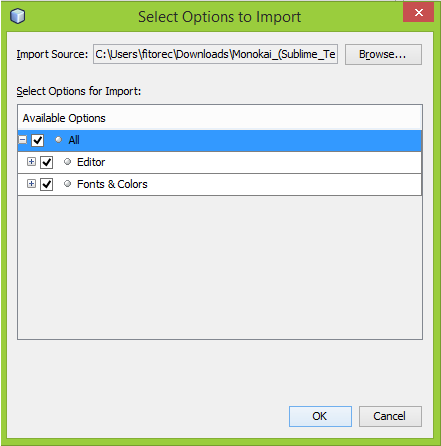 Select Options to Import
Import Source: C:\Users\fitorec\Downloads\Monokai_(Sublime_Te Browse...
Select Options for Import:
Available Options
All
Editor
Fonts & Colors
OK Cancel